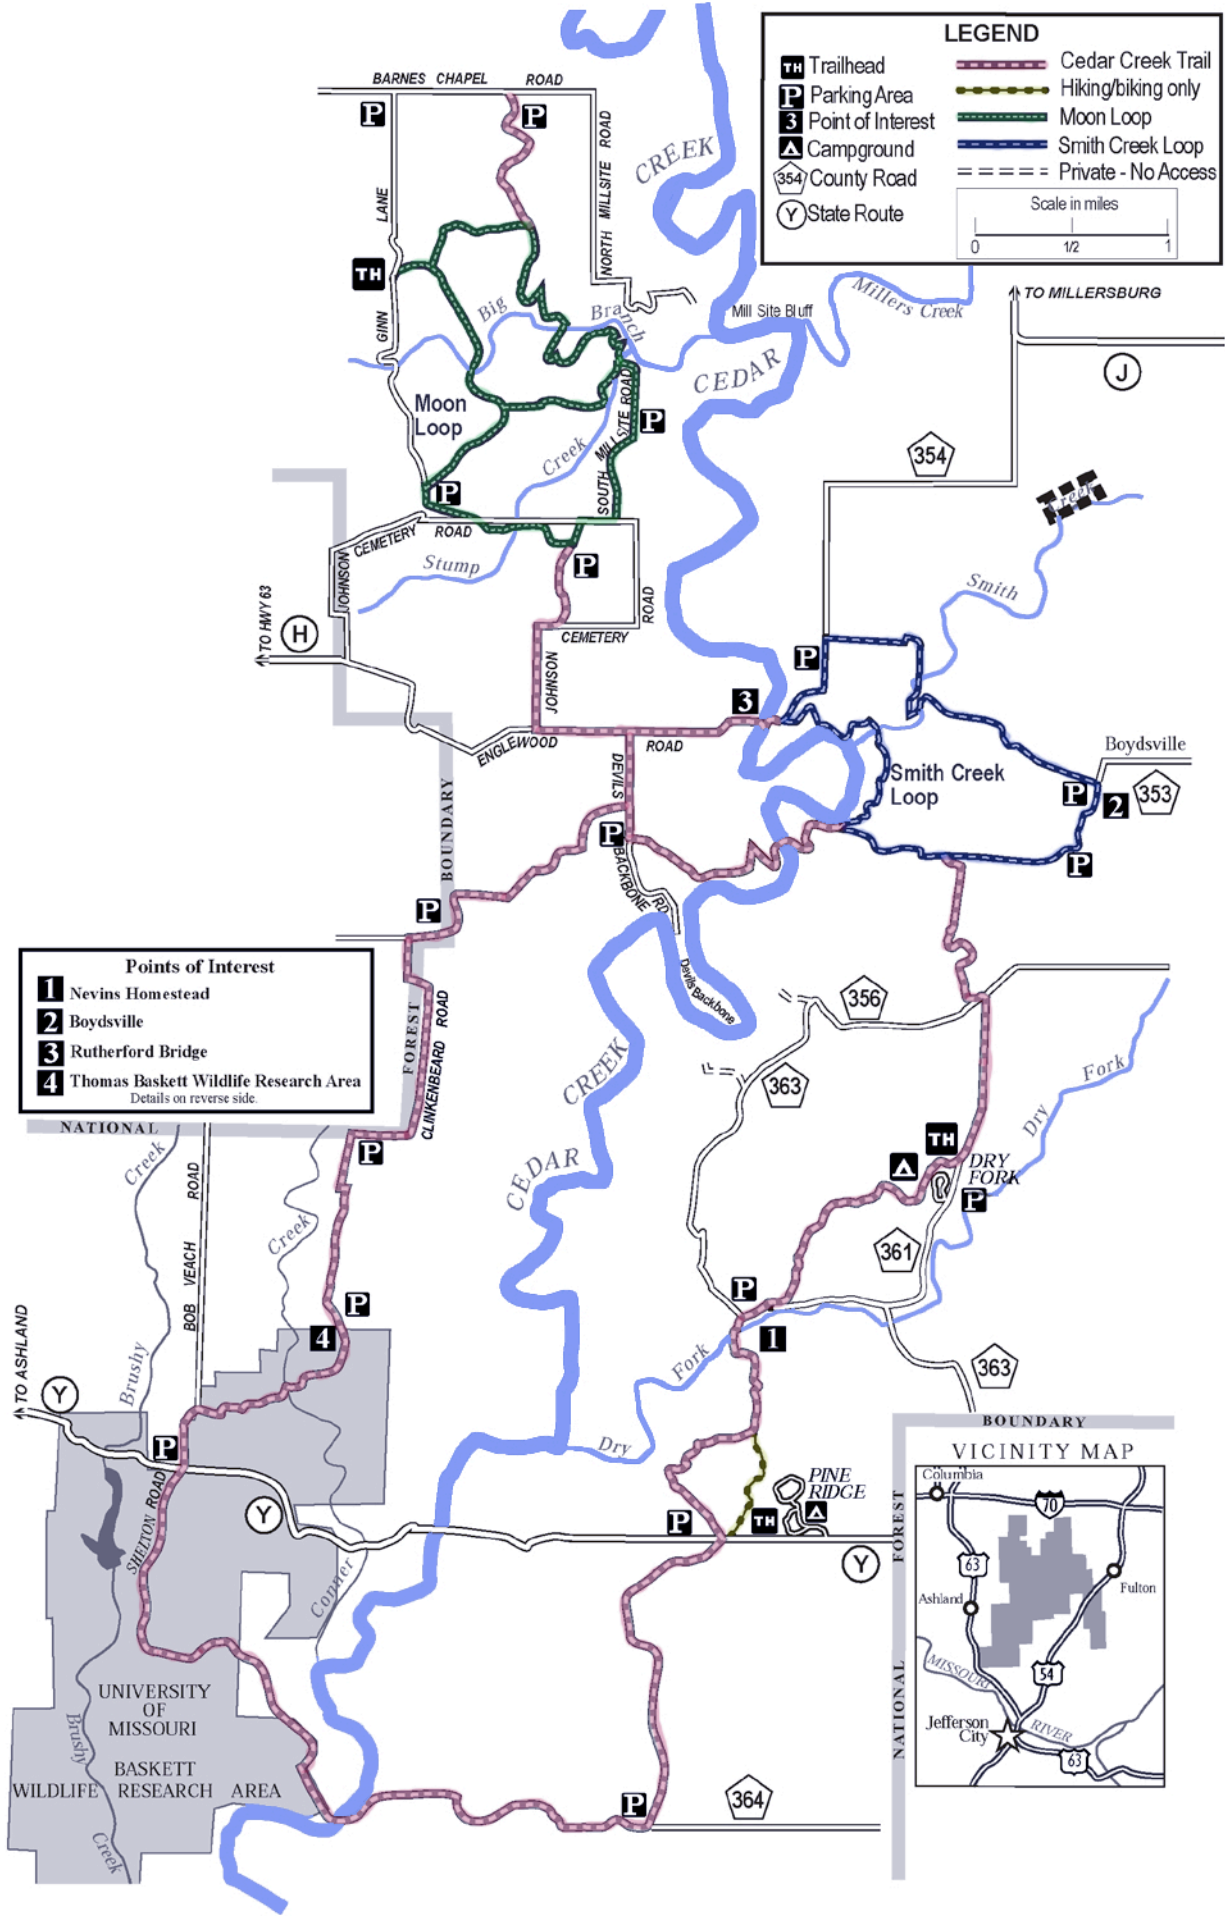 LEGEND
TH Trailhead
P Parking Area
3 Point of Interest
Campground
354 County Road
Y State Route
Cedar Creek Trail
Hiking/biking only
Moon Loop
Smith Creek Loop
Private - No Access
Scale in miles
0 1/2 1
BARNES CHAPEL ROAD
P
P
NORTH MILLSITE ROAD
GINN LANE
TH
CREEK
CEDAR
Big Branch
Mill Site Bluff
Millers Creek
TO MILLERSBURG
J
354
Moon
Loop
P
P
SOUTH MILLSITE ROAD
Creek
Stump
CEMETERY ROAD
JOHNSON
TO HWY 63
H
P
ROAD
CEMETERY
JOHNSON
ENGLEWOOD ROAD
3
P
Creek
Smith
Smith Creek
Loop
Boydsville
P
2
353
P
DEVILS
BACKBONE RD
P
Devils Backbone
BOUNDARY
FOREST
NATIONAL
P
CLINKENBEARD ROAD
Points of Interest
1 Nevins Homestead
2 Boydsville
3 Rutherford Bridge
4 Thomas Baskett Wildlife Research Area
Details on reverse side.
P
CEDAR CREEK
356
363
TH
DRY
FORK
P
Dry Fork
361
P
1
363
Dry Fork
Creek
Brushy
BOB VEACH ROAD
Creek
Conner
P
4
TO ASHLAND
Y
P
SHELTON ROAD
Y
P
TH
PINE
RIDGE
Y
BOUNDARY
FOREST
NATIONAL
VICINITY MAP
Columbia
70
63
Ashland
Fulton
54
MISSOURI
RIVER
Jefferson
City
63
UNIVERSITY
OF
MISSOURI
BASKETT
WILDLIFE RESEARCH AREA
Brushy
Creek
P
364